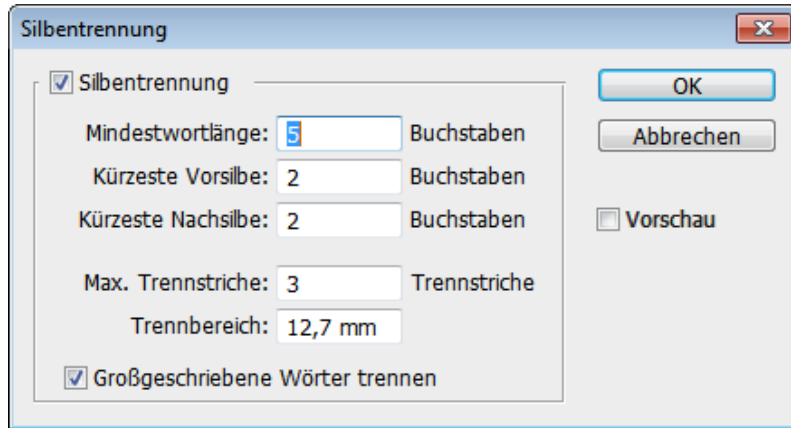 Silbentrennung
Silbentrennung
Mindestwortlänge: 5 Buchstaben
Kürzeste Vorsilbe: 2 Buchstaben
Kürzeste Nachsilbe: 2 Buchstaben
Max. Trennstriche: 3 Trennstriche
Trennbereich: 12,7 mm
Großgeschriebene Wörter trennen
OK
Abbrechen
Vorschau